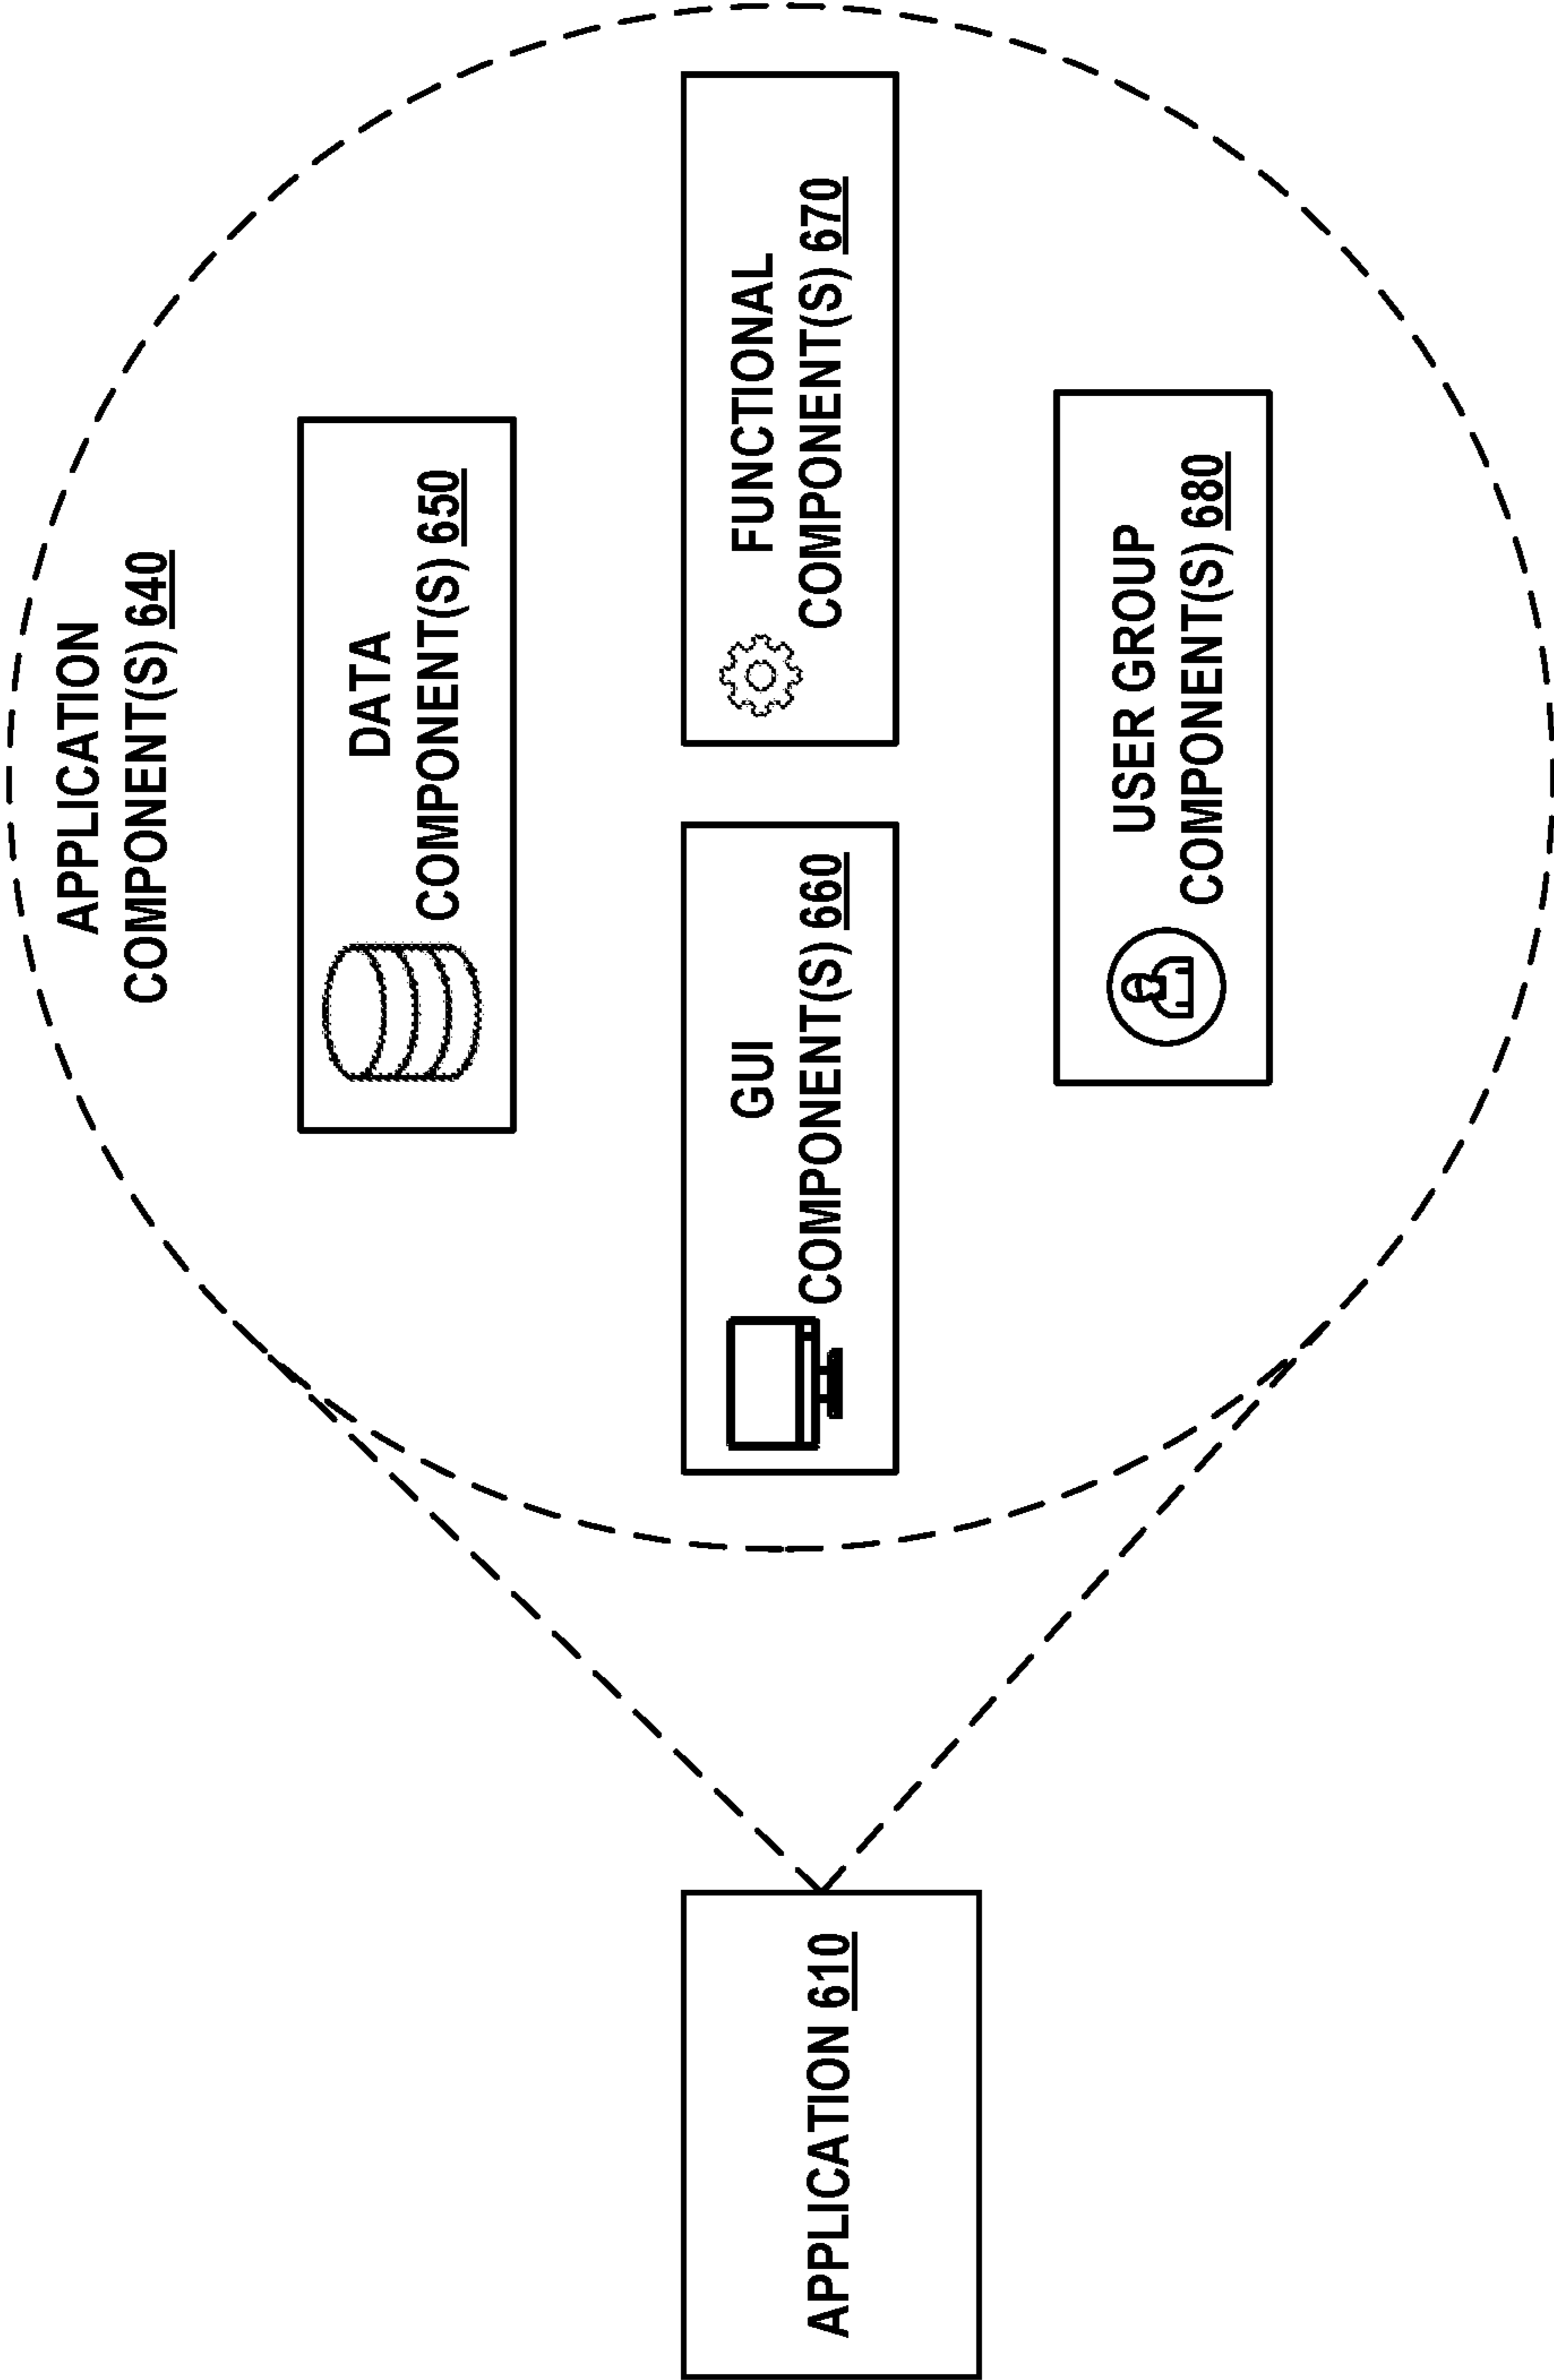 APPLICATION
COMPONENT(S) 640
DATA
COMPONENT(S) 650
GUI
COMPONENT(S) 660
FUNCTIONAL
COMPONENT(S) 670
APPLICATION 610
USER GROUP
COMPONENT(S) 680